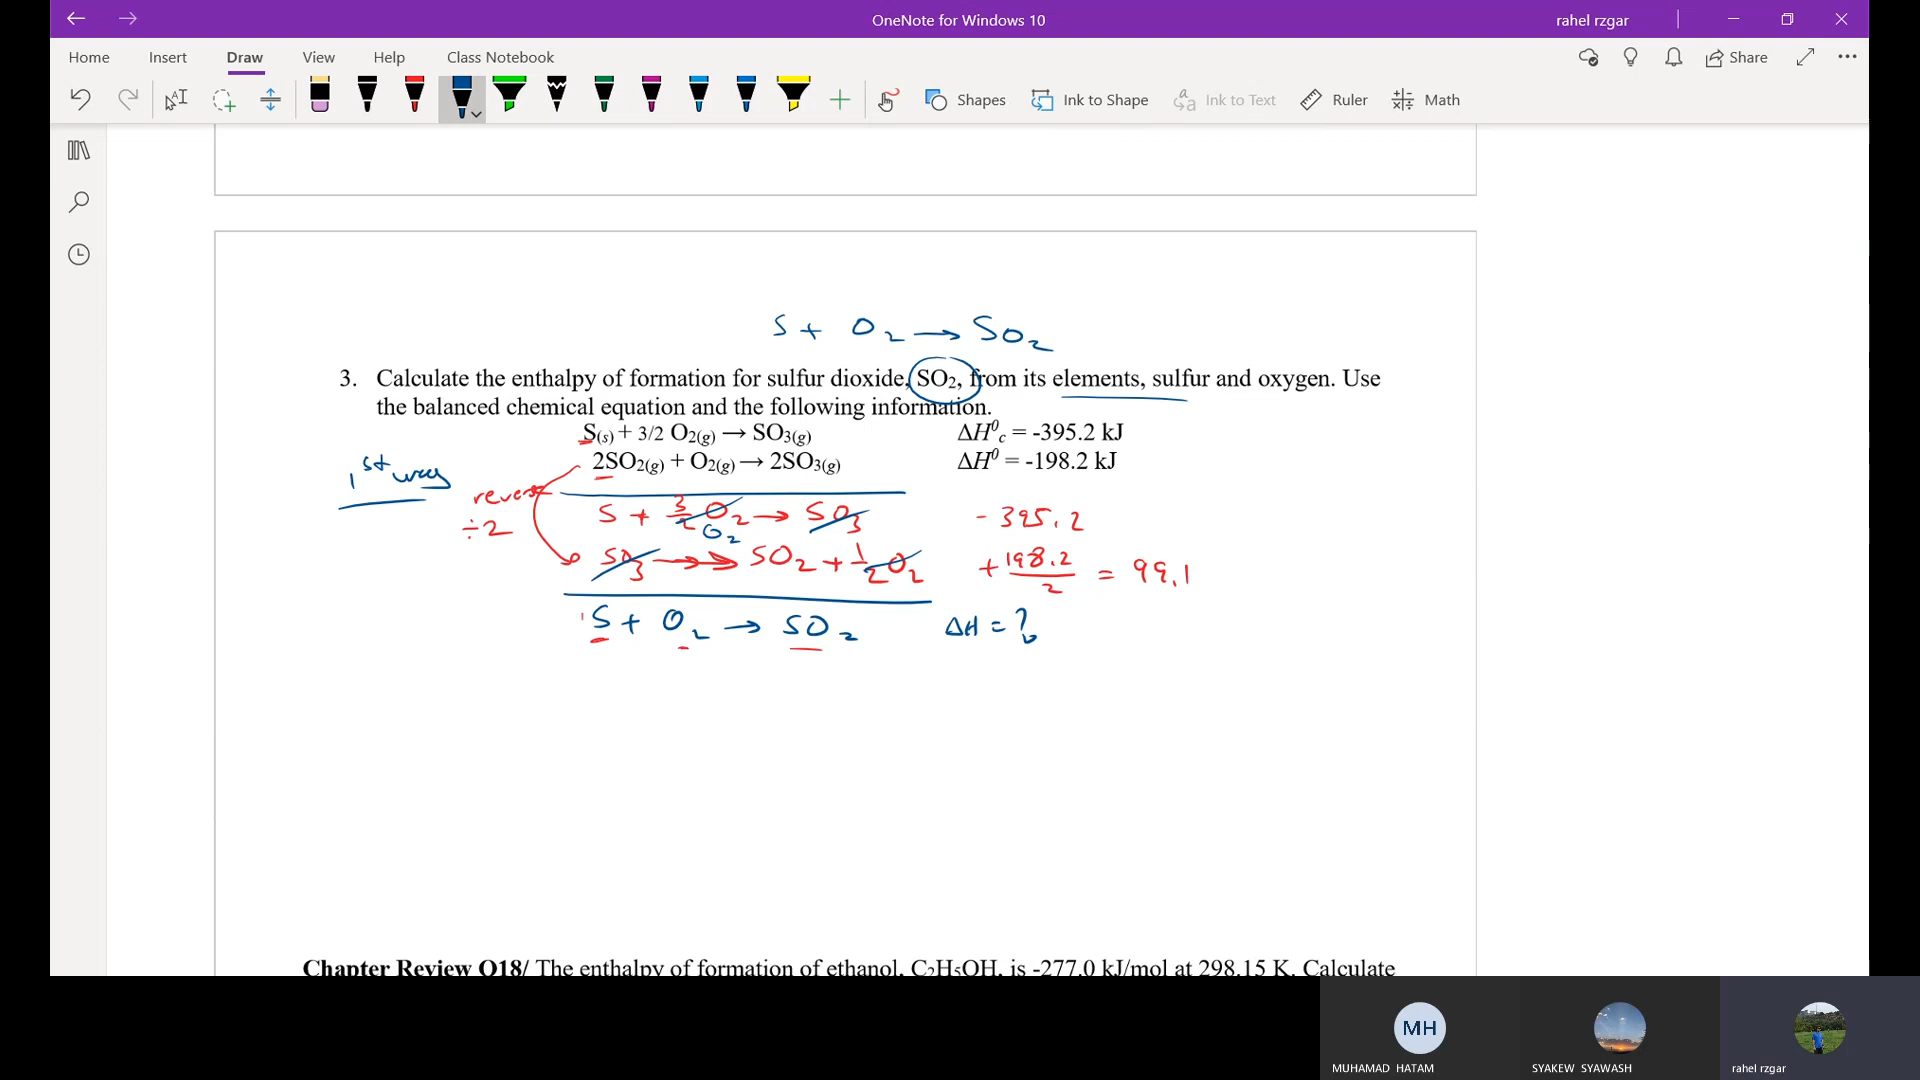 OneNote for Windows 10
rahel rzgar
Home Insert Draw View Help Class Notebook
Share
Shapes Ink to Shape Ink to Text Ruler Math
S + O2 → SO2
3. Calculate the enthalpy of formation for sulfur dioxide, SO2, from its elements, sulfur and oxygen. Use
the balanced chemical equation and the following information.
S(s) + 3/2 O2(g) → SO3(g) ΔH⁰c = -395.2 kJ
2SO2(g) + O2(g) → 2SO3(g) ΔH⁰ = -198.2 kJ
1st way
reverse
÷2
S + 3/2 O2 → SO3 - 395.2
O2
SO3 → SO2 + 1/2 O2 + 198.2/2 = 99.1
S + O2 → SO2 ΔH = ?
Chapter Review Q18/ The enthalpy of formation of ethanol, C2H5OH, is -277.0 kJ/mol at 298.15 K. Calculate
MH
MUHAMAD HATAM
SYAKEW SYAWASH
rahel rzgar